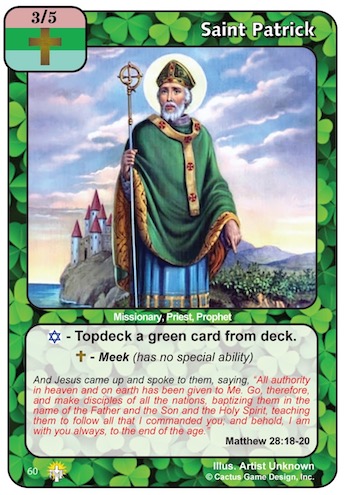 3/5
Saint Patrick
Missionary, Priest, Prophet
- Topdeck a green card from deck.
- Meek (has no special ability)
And Jesus came up and spoke to them, saying, "All authority
in heaven and on earth has been given to Me. Go, therefore,
and make disciples of all the nations, baptizing them in the
name of the Father and the Son and the Holy Spirit, teaching
them to follow all that I commanded you; and behold, I am
with you always, to the end of the age."
Matthew 28:18-20
60
Illus. Artist Unknown
© Cactus Game Design, Inc.